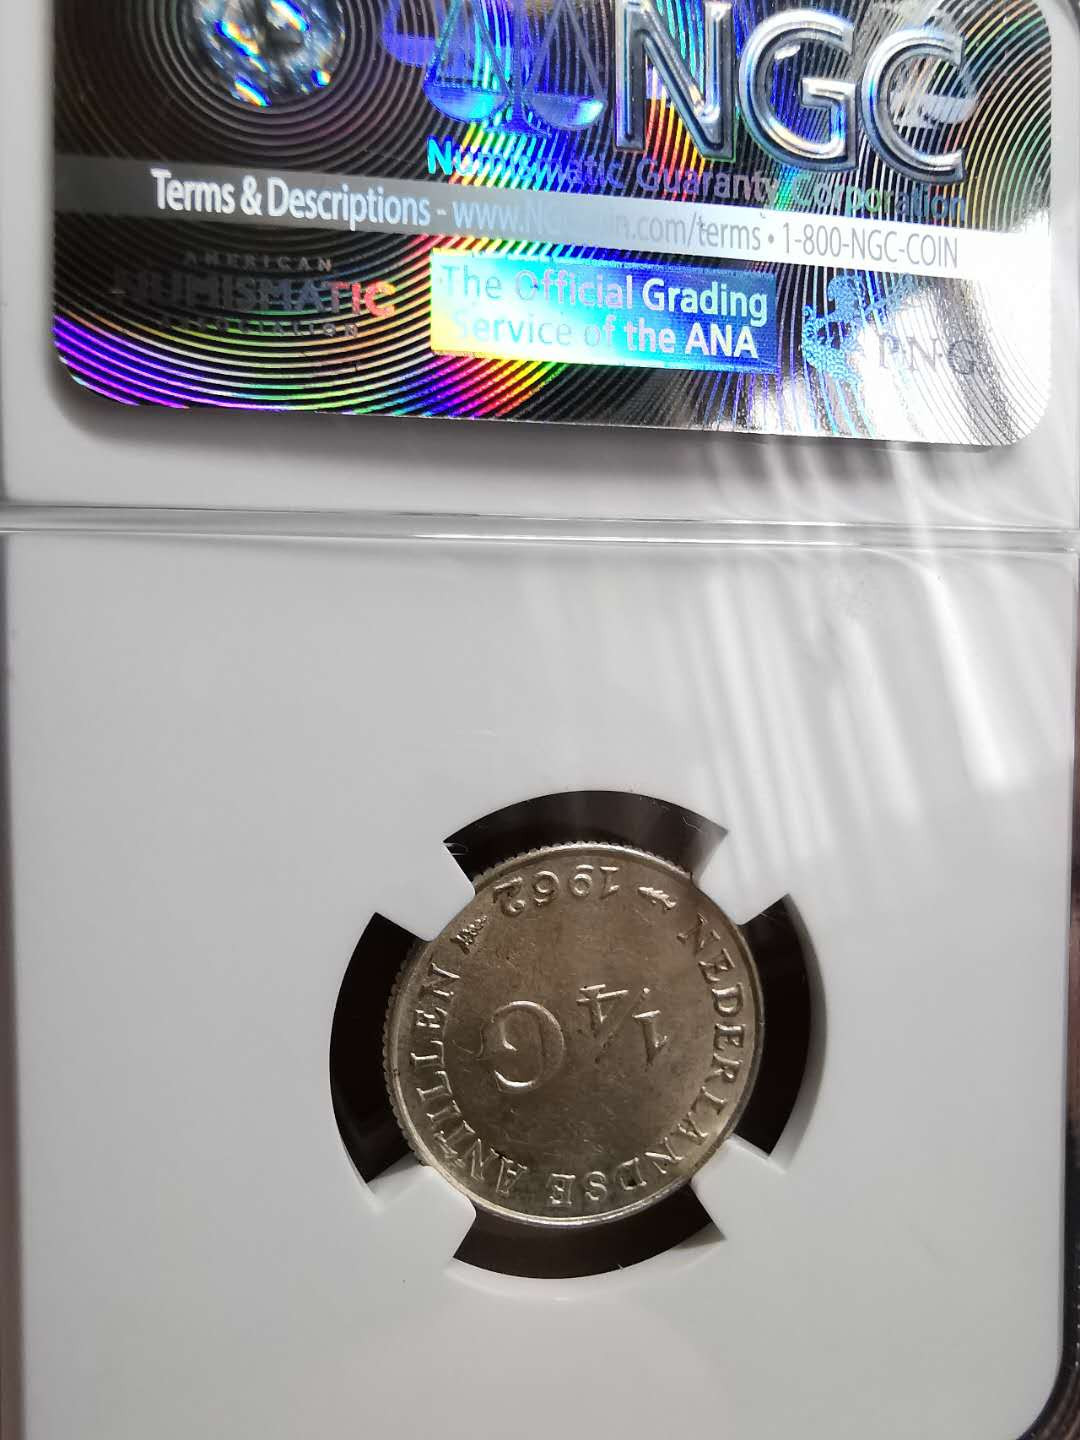 NGC
Numismatic Guaranty Corporation
Terms & Descriptions - www.NGCcoin.com/terms • 1-800-NGC-COIN
AMERICAN
NUMISMATIC
ASSOCIATION
The Official Grading
Service of the ANA
PNG
NEDERLANDSE ANTILLEN
1962
1/4 G